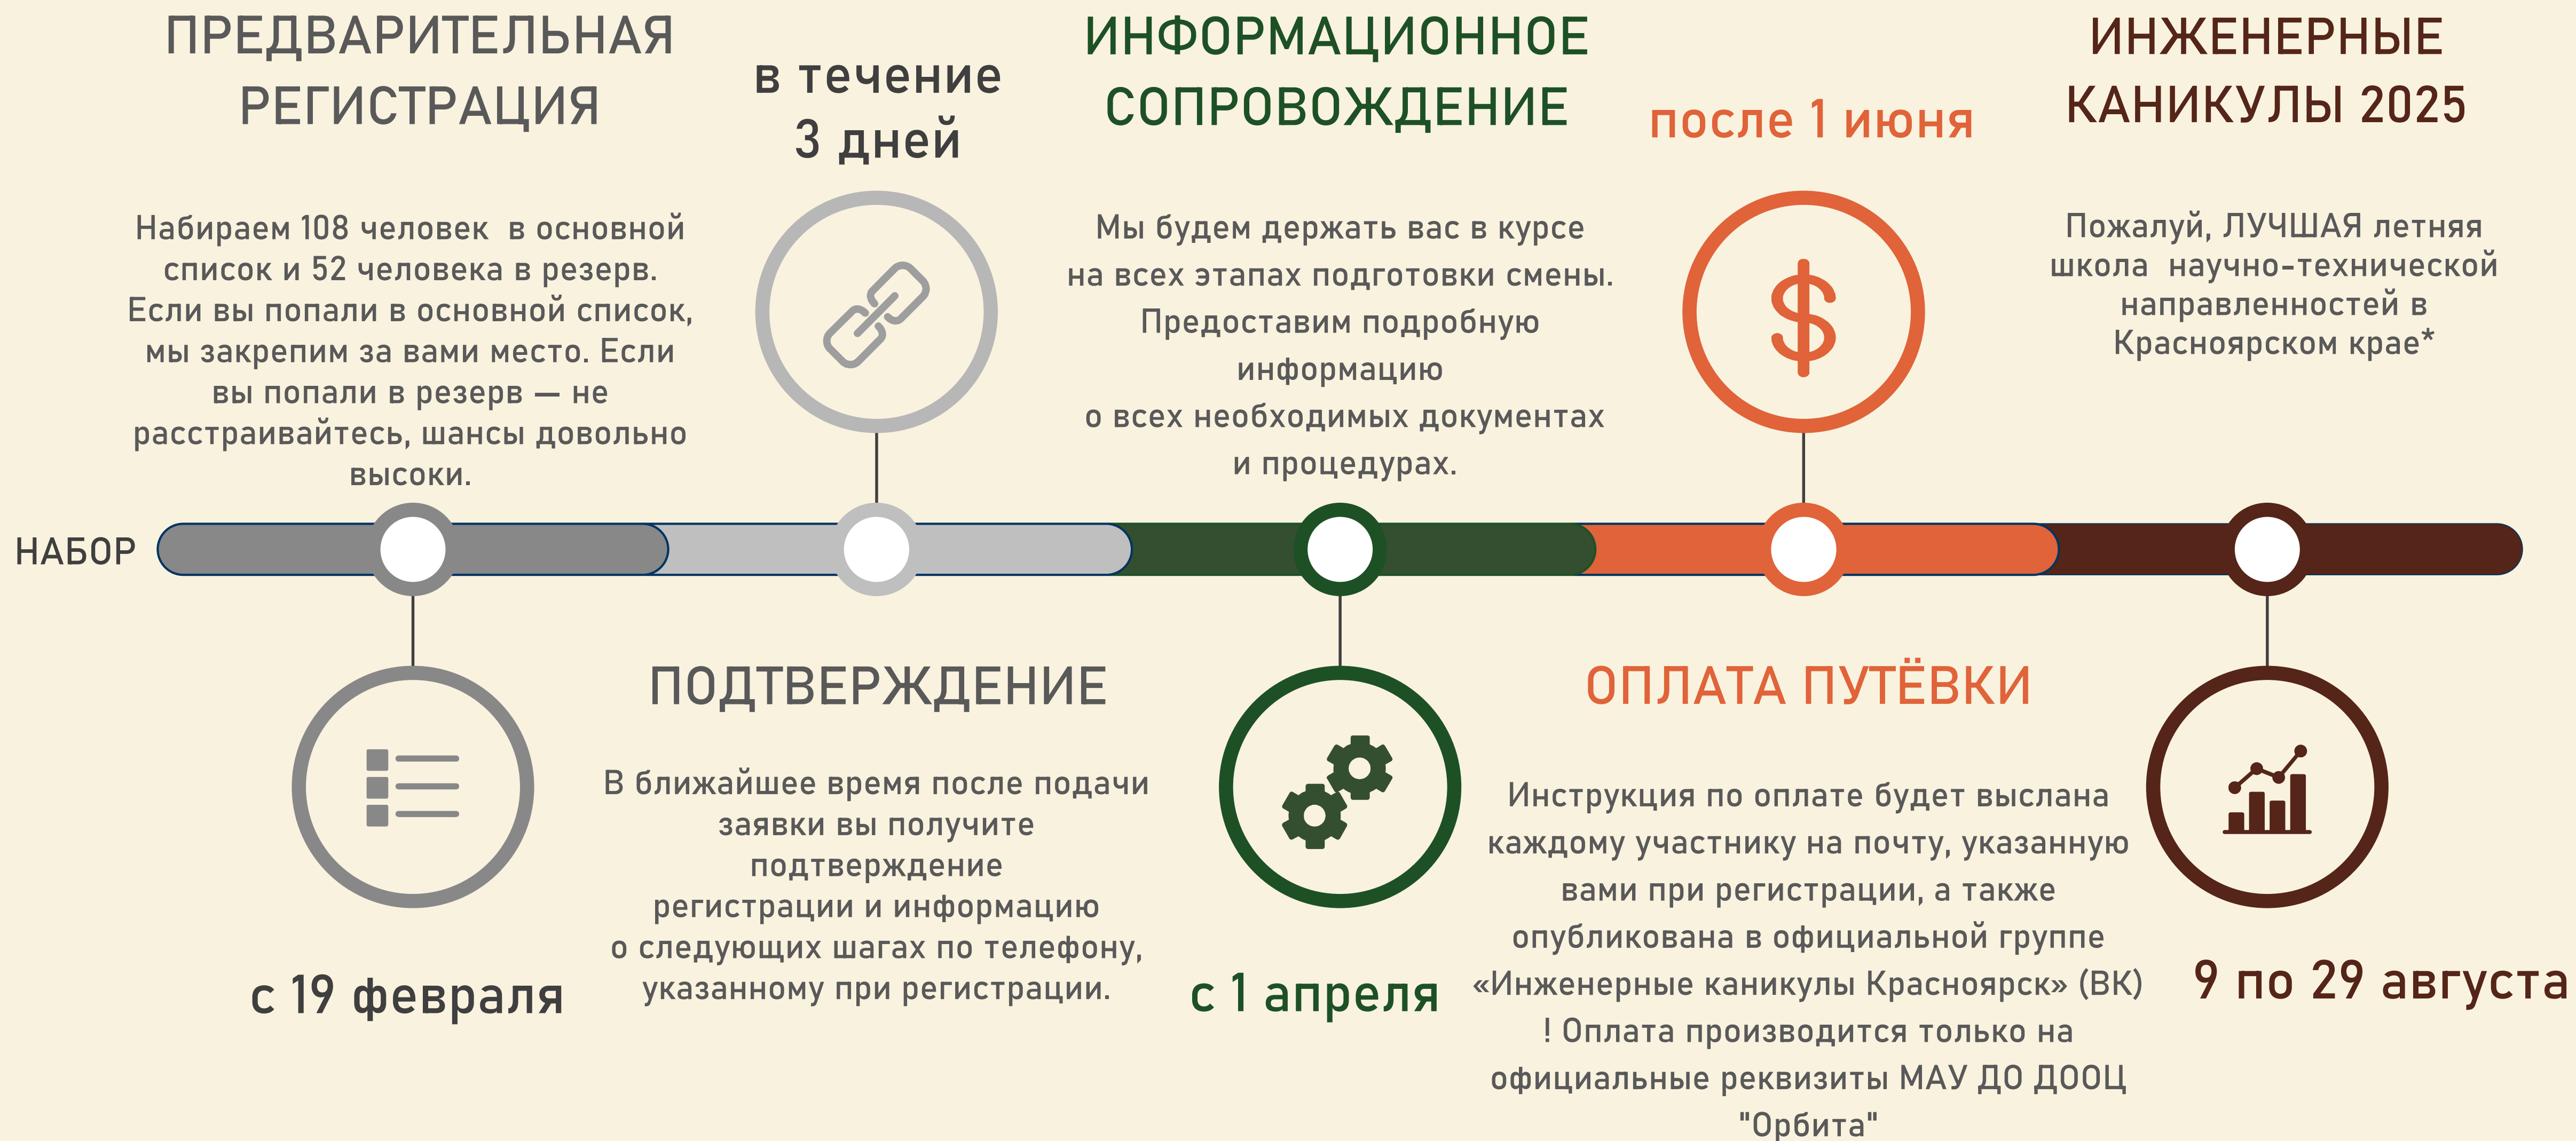 ПРЕДВАРИТЕЛЬНАЯ
РЕГИСТРАЦИЯ
Набираем 108 человек в основной
список и 52 человека в резерв.
Если вы попали в основной список,
мы закрепим за вами место. Если
вы попали в резерв — не
расстраивайтесь, шансы довольно
высоки.
с 19 февраля
в течение
3 дней
ПОДТВЕРЖДЕНИЕ
В ближайшее время после подачи
заявки вы получите
подтверждение
регистрации и информацию
о следующих шагах по телефону,
указанному при регистрации.
ИНФОРМАЦИОННОЕ
СОПРОВОЖДЕНИЕ
Мы будем держать вас в курсе
на всех этапах подготовки смены.
Предоставим подробную
информацию
о всех необходимых документах
и процедурах.
с 1 апреля
после 1 июня
$
ОПЛАТА ПУТЁВКИ
Инструкция по оплате будет выслана
каждому участнику на почту, указанную
вами при регистрации, а также
опубликована в официальной группе
«Инженерные каникулы Красноярск» (ВК)
! Оплата производится только на
официальные реквизиты МАУ ДО ДООЦ
"Орбита"
ИНЖЕНЕРНЫЕ
КАНИКУЛЫ 2025
Пожалуй, ЛУЧШАЯ летняя
школа научно-технической
направленностей в
Красноярском крае*
9 по 29 августа
НАБОР